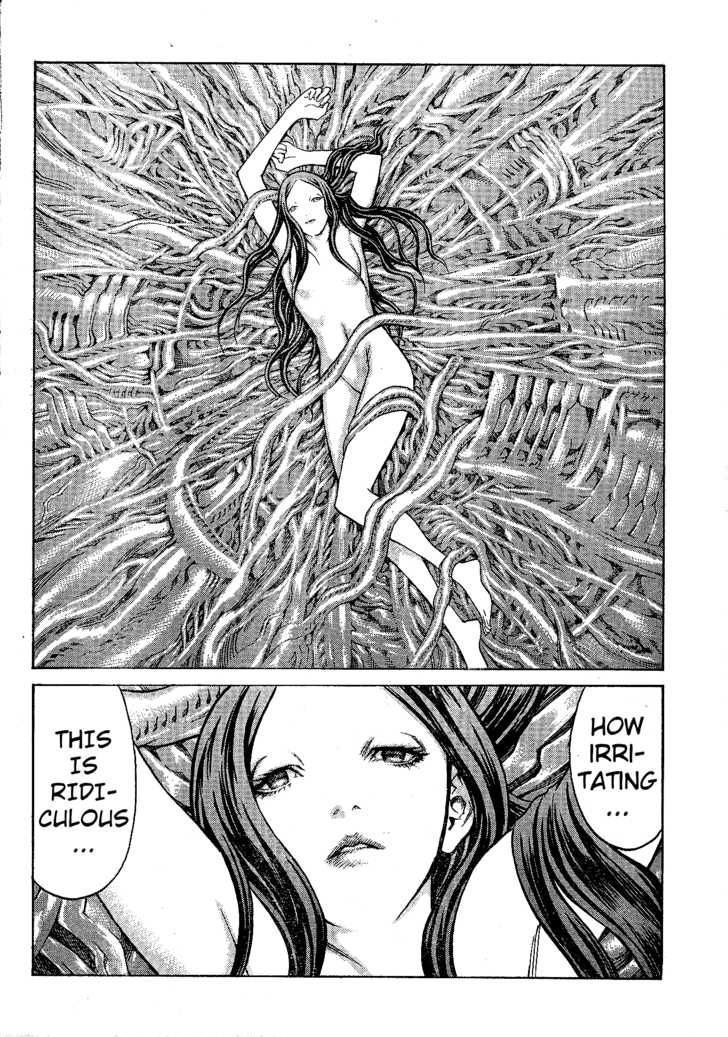 HOW
IRRI-
TATING
...
THIS
IS
RIDI-
CULOUS
...